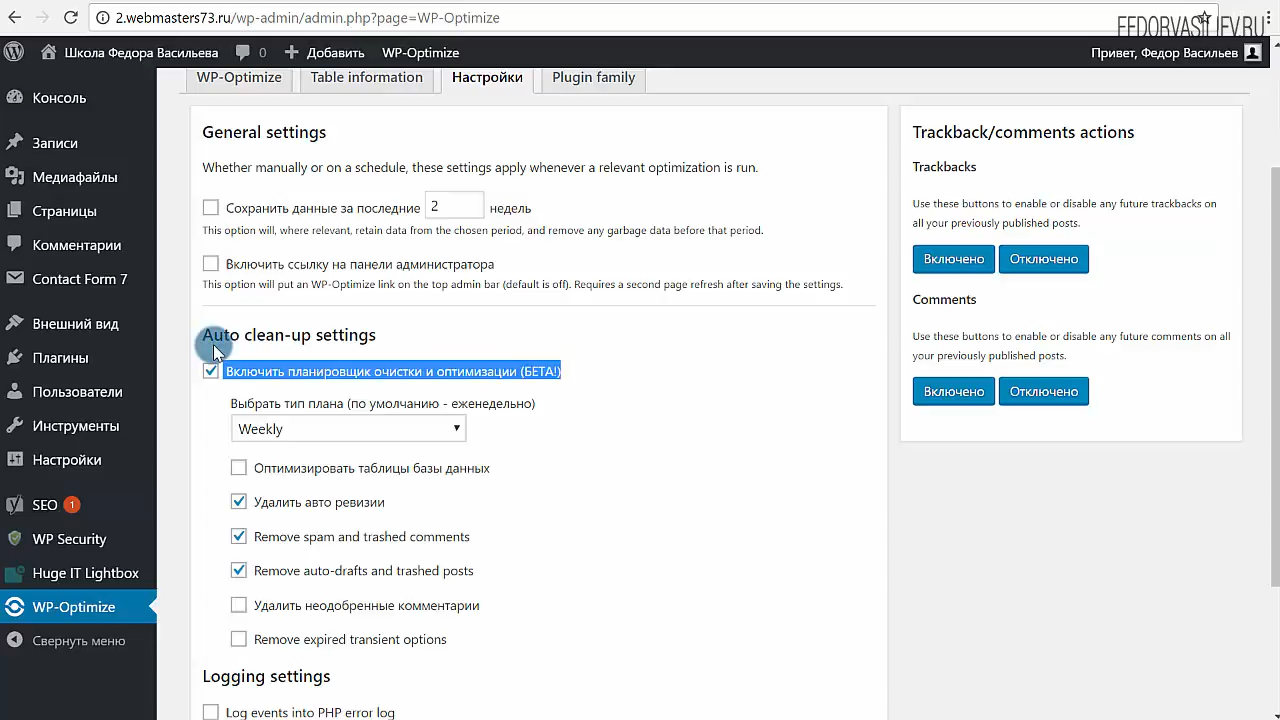 2.webmasters73.ru/wp-admin/admin.php?page=WP-Optimize
FEDORVASILIEV.RU
Школа Федора Васильева
0
Добавить
WP-Optimize
Привет, Федор Васильев
Консоль
Записи
Медиафайлы
Страницы
Комментарии
Contact Form 7
Внешний вид
Плагины
Пользователи
Инструменты
Настройки
SEO 1
WP Security
Huge IT Lightbox
WP-Optimize
Свернуть меню
WP-Optimize
Table information
Настройки
Plugin family
General settings
Whether manually or on a schedule, these settings apply whenever a relevant optimization is run.
Сохранить данные за последние 2 недель
This option will, where relevant, retain data from the chosen period, and remove any garbage data before that period.
Включить ссылку на панели администратора
This option will put an WP-Optimize link on the top admin bar (default is off). Requires a second page refresh after saving the settings.
Auto clean-up settings
Включить планировщик очистки и оптимизации (БЕТА!)
Выбрать тип плана (по умолчанию - еженедельно)
Weekly
Оптимизировать таблицы базы данных
Удалить авто ревизии
Remove spam and trashed comments
Remove auto-drafts and trashed posts
Удалить неодобренные комментарии
Remove expired transient options
Logging settings
Log events into PHP error log
Trackback/comments actions
Trackbacks
Use these buttons to enable or disable any future trackbacks on
all your previously published posts.
Включено
Отключено
Comments
Use these buttons to enable or disable any future comments on all
your previously published posts.
Включено
Отключено